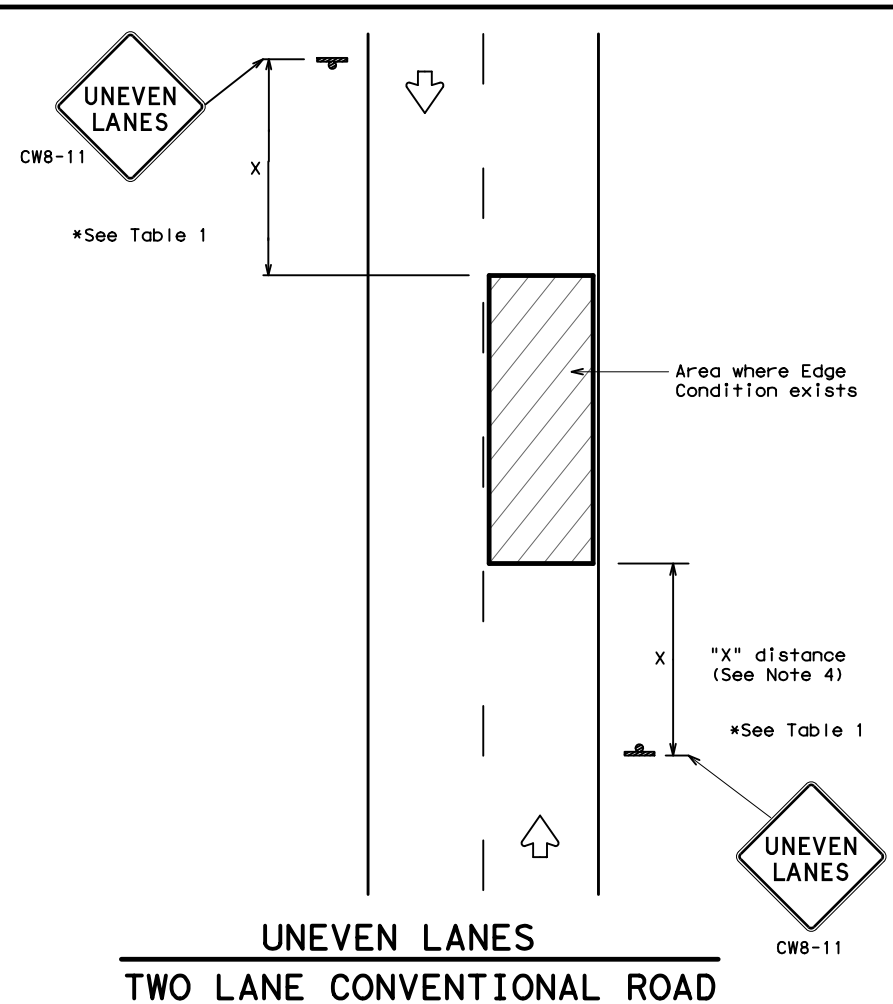 UNEVEN
LANES
CW8-11
X
*See Table 1
Area where Edge
Condition exists
X
"X" distance
(See Note 4)
*See Table 1
UNEVEN
LANES
CW8-11
UNEVEN LANES
TWO LANE CONVENTIONAL ROAD